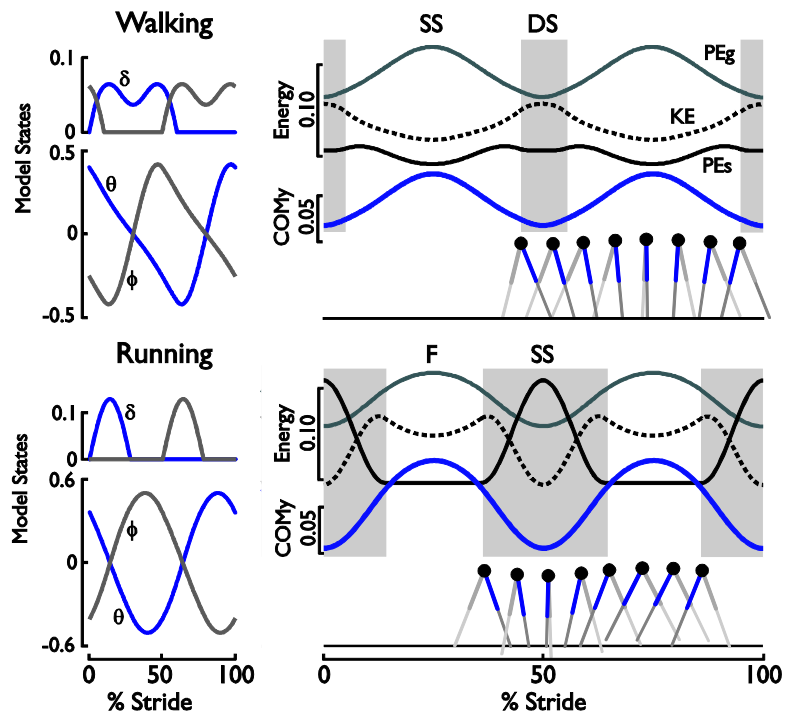 Walking
SS DS
0.1
δ
0
Model States
0.5
θ
0
ϕ
-0.5
PEg
KE
PEs
Energy
0.10
COMy
0.05
Running
F SS
0.1
δ
0
Model States
0.6
ϕ
0
θ
-0.6
Energy
0.10
COMy
0.05
0 100
% Stride
0 50 100
% Stride